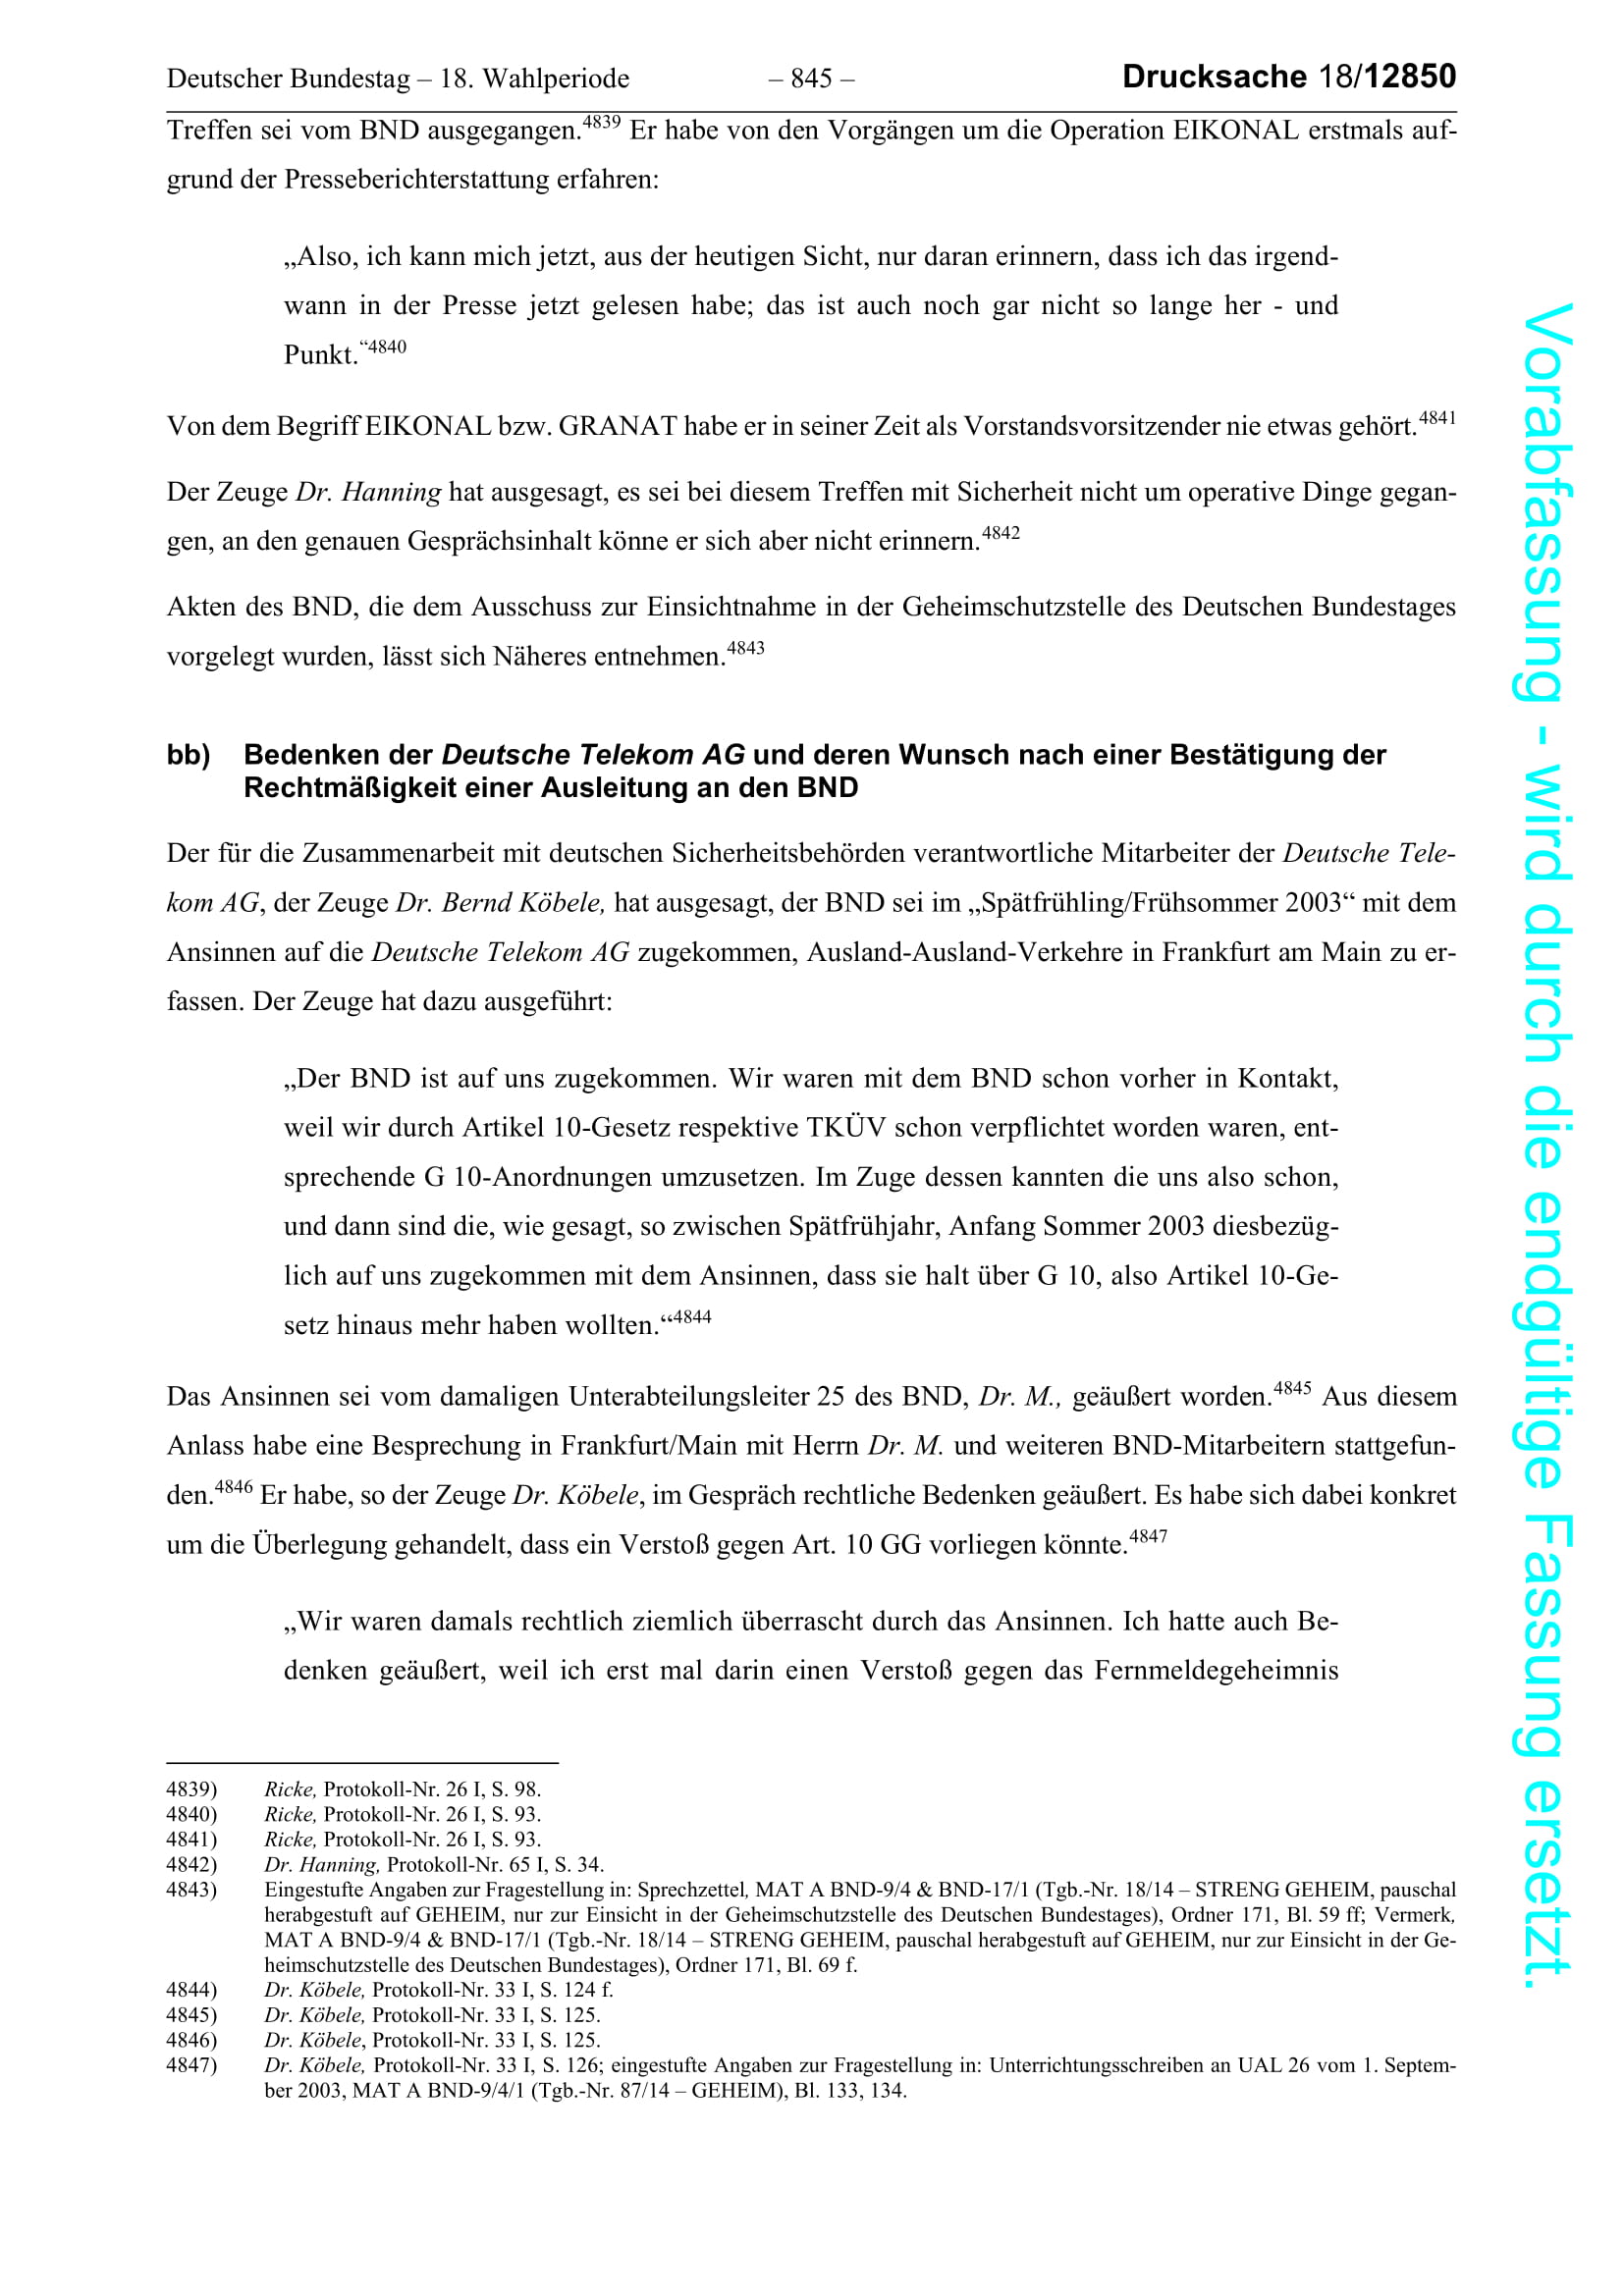 Deutscher Bundestag – 18. Wahlperiode – 845 – Drucksache 18/12850
Treffen sei vom BND ausgegangen.4839 Er habe von den Vorgängen um die Operation EIKONAL erstmals auf-
grund der Presseberichterstattung erfahren:
„Also, ich kann mich jetzt, aus der heutigen Sicht, nur daran erinnern, dass ich das irgend-
wann in der Presse jetzt gelesen habe; das ist auch noch gar nicht so lange her - und
Punkt.“4840
Von dem Begriff EIKONAL bzw. GRANAT habe er in seiner Zeit als Vorstandsvorsitzender nie etwas gehört.4841
Der Zeuge Dr. Hanning hat ausgesagt, es sei bei diesem Treffen mit Sicherheit nicht um operative Dinge gegan-
gen, an den genauen Gesprächsinhalt könne er sich aber nicht erinnern.4842
Akten des BND, die dem Ausschuss zur Einsichtnahme in der Geheimschutzstelle des Deutschen Bundestages
vorgelegt wurden, lässt sich Näheres entnehmen.4843
bb) Bedenken der Deutsche Telekom AG und deren Wunsch nach einer Bestätigung der
Rechtmäßigkeit einer Ausleitung an den BND
Der für die Zusammenarbeit mit deutschen Sicherheitsbehörden verantwortliche Mitarbeiter der Deutsche Tele-
kom AG, der Zeuge Dr. Bernd Köbele, hat ausgesagt, der BND sei im „Spätfrühling/Frühsommer 2003“ mit dem
Ansinnen auf die Deutsche Telekom AG zugekommen, Ausland-Ausland-Verkehre in Frankfurt am Main zu er-
fassen. Der Zeuge hat dazu ausgeführt:
„Der BND ist auf uns zugekommen. Wir waren mit dem BND schon vorher in Kontakt,
weil wir durch Artikel 10-Gesetz respektive TKÜV schon verpflichtet worden waren, ent-
sprechende G 10-Anordnungen umzusetzen. Im Zuge dessen kannten die uns also schon,
und dann sind die, wie gesagt, so zwischen Spätfrühjahr, Anfang Sommer 2003 diesbezüg-
lich auf uns zugekommen mit dem Ansinnen, dass sie halt über G 10, also Artikel 10-Ge-
setz hinaus mehr haben wollten.“4844
Das Ansinnen sei vom damaligen Unterabteilungsleiter 25 des BND, Dr. M., geäußert worden.4845 Aus diesem
Anlass habe eine Besprechung in Frankfurt/Main mit Herrn Dr. M. und weiteren BND-Mitarbeitern stattgefun-
den.4846 Er habe, so der Zeuge Dr. Köbele, im Gespräch rechtliche Bedenken geäußert. Es habe sich dabei konkret
um die Überlegung gehandelt, dass ein Verstoß gegen Art. 10 GG vorliegen könnte.4847
„Wir waren damals rechtlich ziemlich überrascht durch das Ansinnen. Ich hatte auch Be-
denken geäußert, weil ich erst mal darin einen Verstoß gegen das Fernmeldegeheimnis
4839) Ricke, Protokoll-Nr. 26 I, S. 98.
4840) Ricke, Protokoll-Nr. 26 I, S. 93.
4841) Ricke, Protokoll-Nr. 26 I, S. 93.
4842) Dr. Hanning, Protokoll-Nr. 65 I, S. 34.
4843) Eingestufte Angaben zur Fragestellung in: Sprechzettel, MAT A BND-9/4 & BND-17/1 (Tgb.-Nr. 18/14 – STRENG GEHEIM, pauschal
herabgestuft auf GEHEIM, nur zur Einsicht in der Geheimschutzstelle des Deutschen Bundestages), Ordner 171, Bl. 59 ff; Vermerk,
MAT A BND-9/4 & BND-17/1 (Tgb.-Nr. 18/14 – STRENG GEHEIM, pauschal herabgestuft auf GEHEIM, nur zur Einsicht in der Ge-
heimschutzstelle des Deutschen Bundestages), Ordner 171, Bl. 69 f.
4844) Dr. Köbele, Protokoll-Nr. 33 I, S. 124 f.
4845) Dr. Köbele, Protokoll-Nr. 33 I, S. 125.
4846) Dr. Köbele, Protokoll-Nr. 33 I, S. 125.
4847) Dr. Köbele, Protokoll-Nr. 33 I, S. 126; eingestufte Angaben zur Fragestellung in: Unterrichtungsschreiben an UAL 26 vom 1. Septem-
ber 2003, MAT A BND-9/4/1 (Tgb.-Nr. 87/14 – GEHEIM), Bl. 133, 134.
Vorabfassung - wird durch die endgültige Fassung ersetzt.